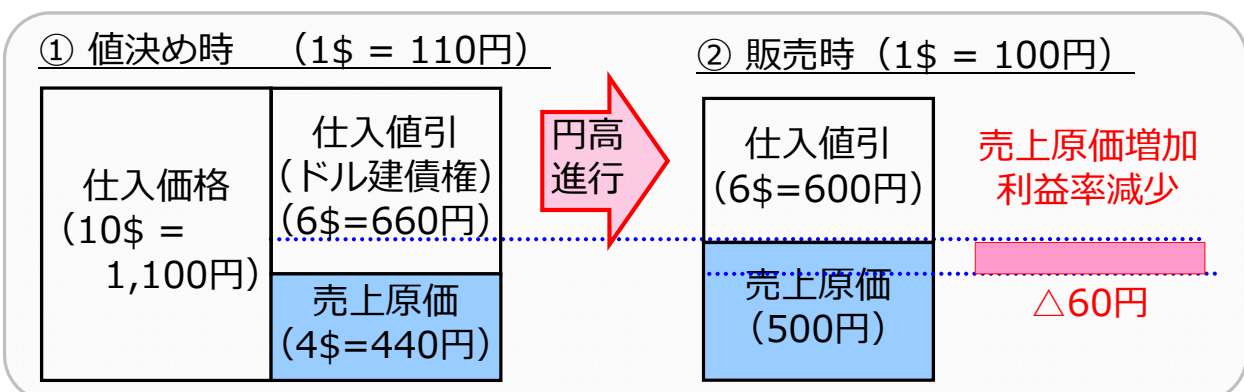 ① 値決め時　（1$ = 110円）
仕入価格
（10$ =
1,100円）
仕入値引
（ドル建債権）
（6$=660円）
売上原価
（4$=440円）
円高
進行
② 販売時（1$ = 100円）
仕入値引
（6$=600円）
売上原価
（500円）
売上原価増加
利益率減少
△60円